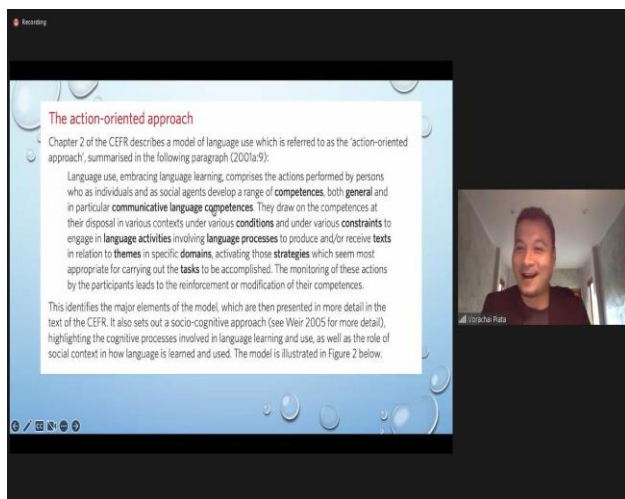 Recording
The action-oriented approach
Chapter 2 of the CEFR describes a model of language use which is referred to as the 'action-oriented
approach', summarised in the following paragraph (2001a:9):
Language use, embracing language learning, comprises the actions performed by persons
who as individuals and as social agents develop a range of competences, both general and
in particular communicative language competences. They draw on the competences at
their disposal in various contexts under various conditions and under various constraints to
engage in language activities involving language processes to produce and/or receive texts
in relation to themes in specific domains, activating those strategies which seem most
appropriate for carrying out the tasks to be accomplished. The monitoring of these actions
by the participants leads to the reinforcement or modification of their competences.
This identifies the major elements of the model, which are then presented in more detail in the
text of the CEFR. It also sets out a socio-cognitive approach (see Weir 2005 for more detail),
highlighting the cognitive processes involved in language learning and use, as well as the role of
social context in how language is learned and used. The model is illustrated in Figure 2 below.
Vorachai Piata